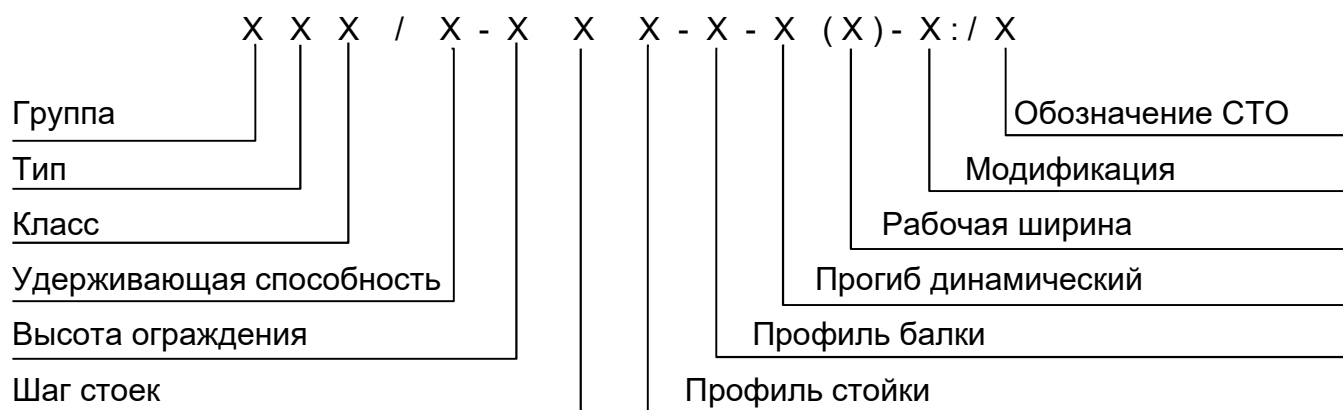 Х Х Х / Х - Х Х Х - Х - Х ( Х ) - Х : / Х
Группа Обозначение СТО
Тип Модификация
Класс Рабочая ширина
Удерживающая способность Прогиб динамический
Высота ограждения Профиль балки
Шаг стоек Профиль стойки